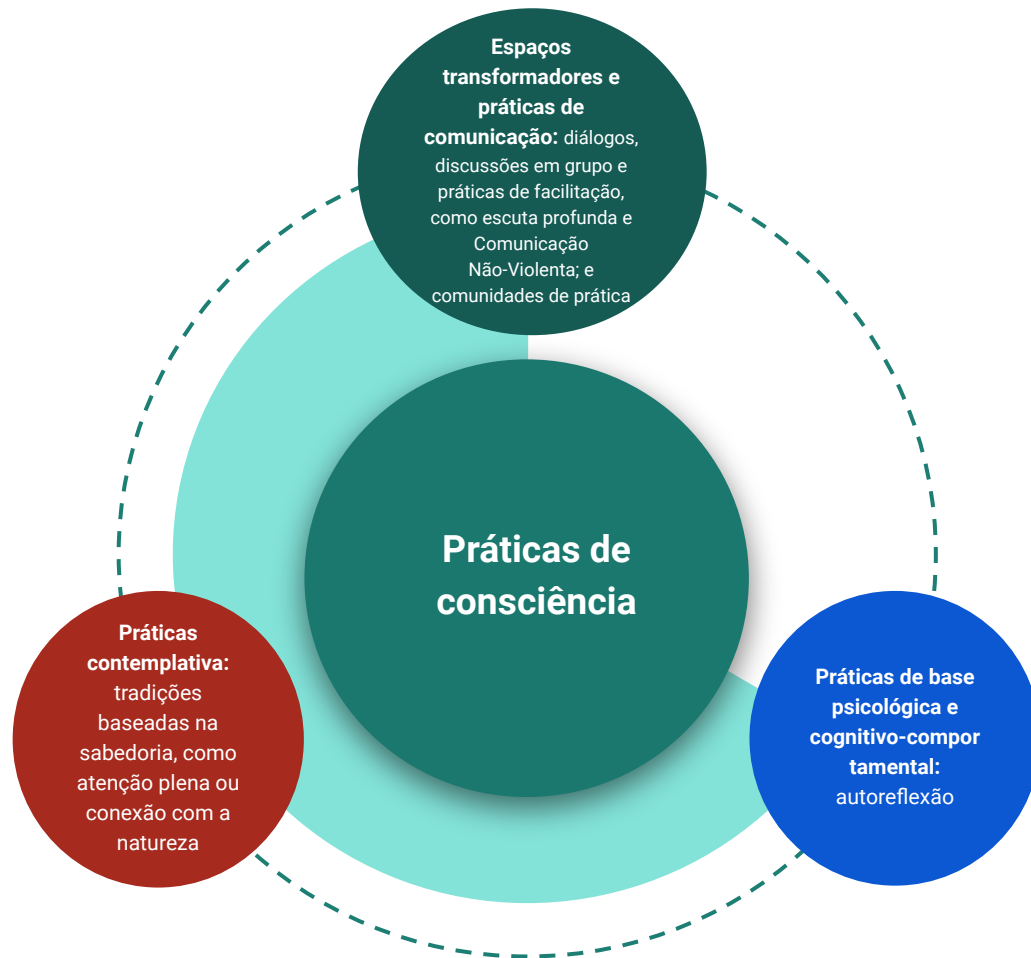 Espaços
transformadores e
práticas de
comunicação: diálogos,
discussões em grupo e
práticas de facilitação,
como escuta profunda e
Comunicação
Não-Violenta; e
comunidades de prática
Práticas de
consciência
Práticas
contemplativa:
tradições
baseadas na
sabedoria, como
atenção plena ou
conexão com a
natureza
Práticas de base
psicológica e
cognitivo-compor
tamental:
autoreflexão